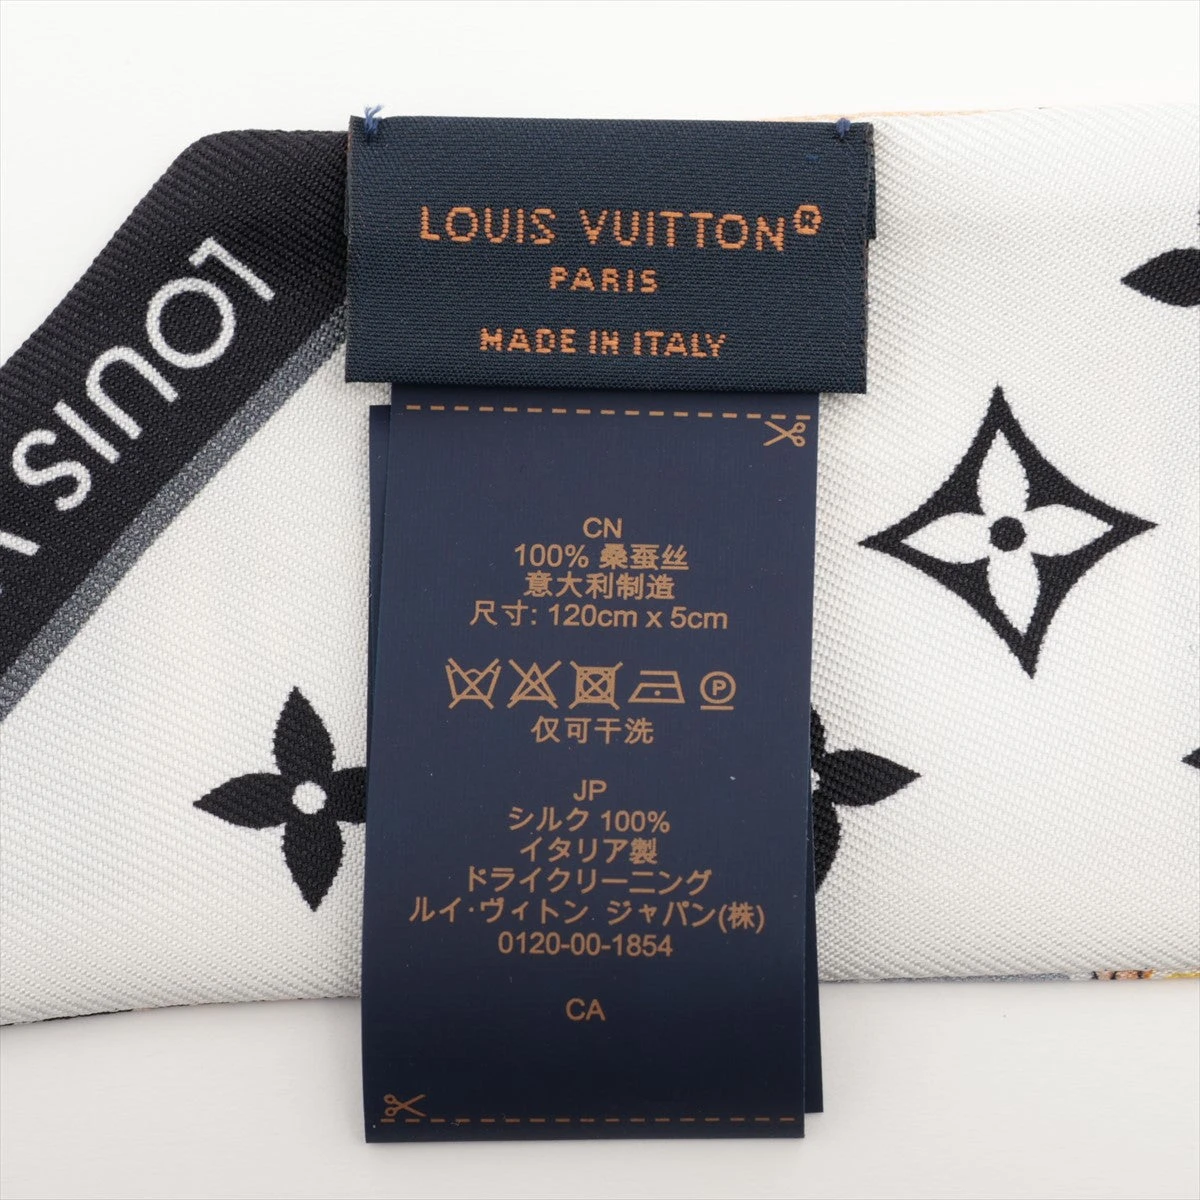 LOUIS VUITTON®
PARIS
MADE IN ITALY
LOUIS
CN
100% 桑蚕丝
意大利制造
尺寸: 120cm x 5cm
P
仅可干洗
JP
シルク 100%
イタリア製
ドライクリーニング
ルイ·ヴィトン ジャパン(株)
0120-00-1854
CA